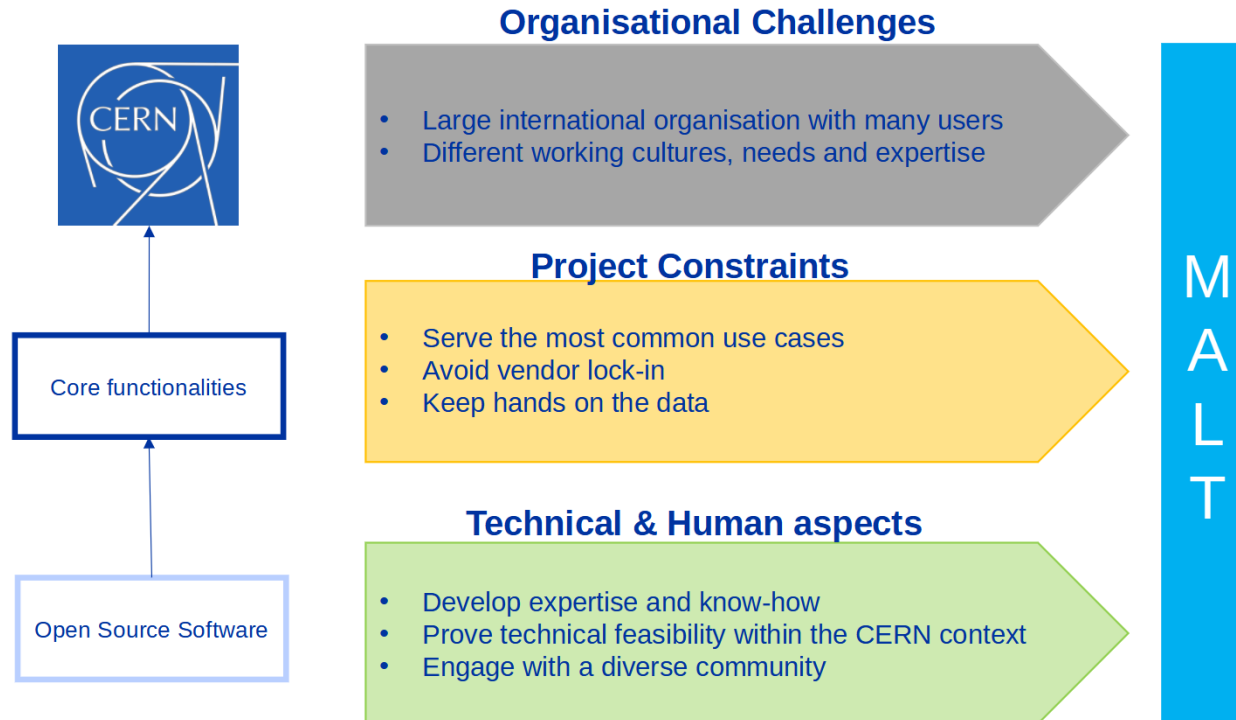 CERN
Core functionalities
Open Source Software
Organisational Challenges
• Large international organisation with many users
• Different working cultures, needs and expertise
Project Constraints
• Serve the most common use cases
• Avoid vendor lock-in
• Keep hands on the data
Technical & Human aspects
• Develop expertise and know-how
• Prove technical feasibility within the CERN context
• Engage with a diverse community
M
A
L
T